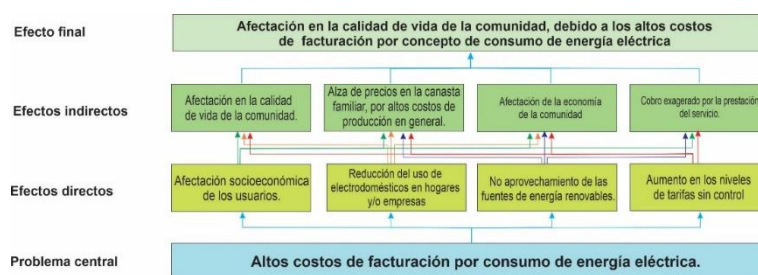 Efecto final
Afectación en la calidad de vida de la comunidad, debido a los altos costos
de facturación por concepto de consumo de energía eléctrica
Efectos indirectos
Afectación en la calidad
de vida de la comunidad.
Alza de precios en la canasta
familiar, por altos costos de
producción en general.
Afectación de la economía
de la comunidad
Cobro exagerado por la prestación
del servicio.
Efectos directos
Afectación socioeconómica
de los usuarios.
Reducción del uso de
electrodomésticos en hogares
y/o empresas
No aprovechamiento de las
fuentes de energía renovables.
Aumento en los niveles
de tarifas sin control
Problema central
Altos costos de facturación por consumo de energía eléctrica.